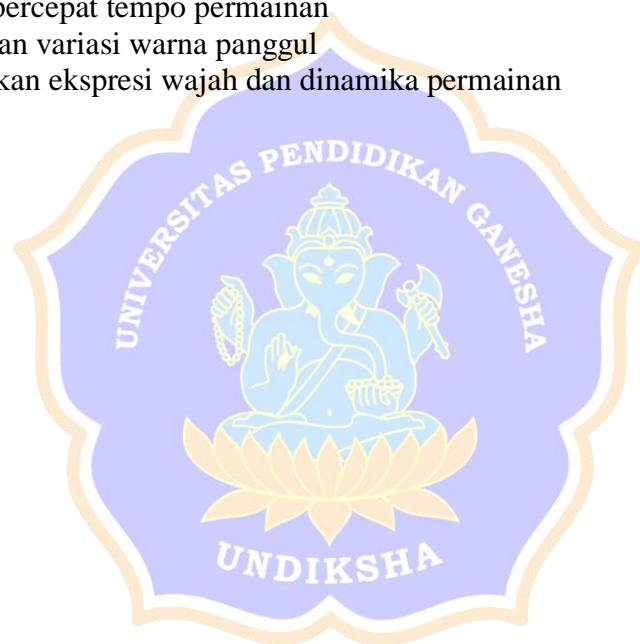 percepat tempo permainan
an variasi warna panggul
kan ekspresi wajah dan dinamika permainan
UNIVERSITAS PENDIDIKAN GANESHA
UNDIKSHA